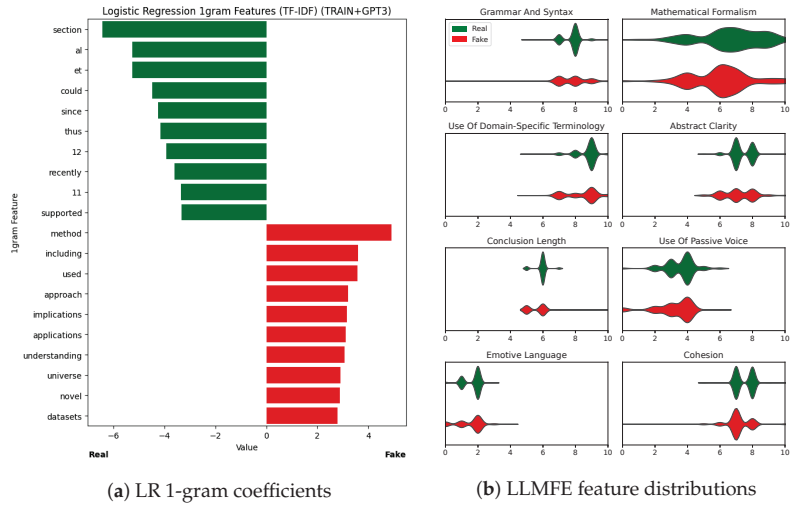 Logistic Regression 1gram Features (TF-IDF) (TRAIN+GPT3)
1gram Feature
section
al
et
could
since
thus
12
recently
11
supported
method
including
used
approach
implications
applications
understanding
universe
novel
datasets
−6 −4 −2 0 2 4
Value
Real Fake
(a) LR 1-gram coefficients
Grammar And Syntax
Real
Fake
0 2 4 6 8 10
Mathematical Formalism
0 2 4 6 8 10
Use Of Domain-Specific Terminology
0 2 4 6 8 10
Abstract Clarity
0 2 4 6 8 10
Conclusion Length
0 2 4 6 8 10
Use Of Passive Voice
0 2 4 6 8 10
Emotive Language
0 2 4 6 8 10
Cohesion
0 2 4 6 8 10
(b) LLMFE feature distributions